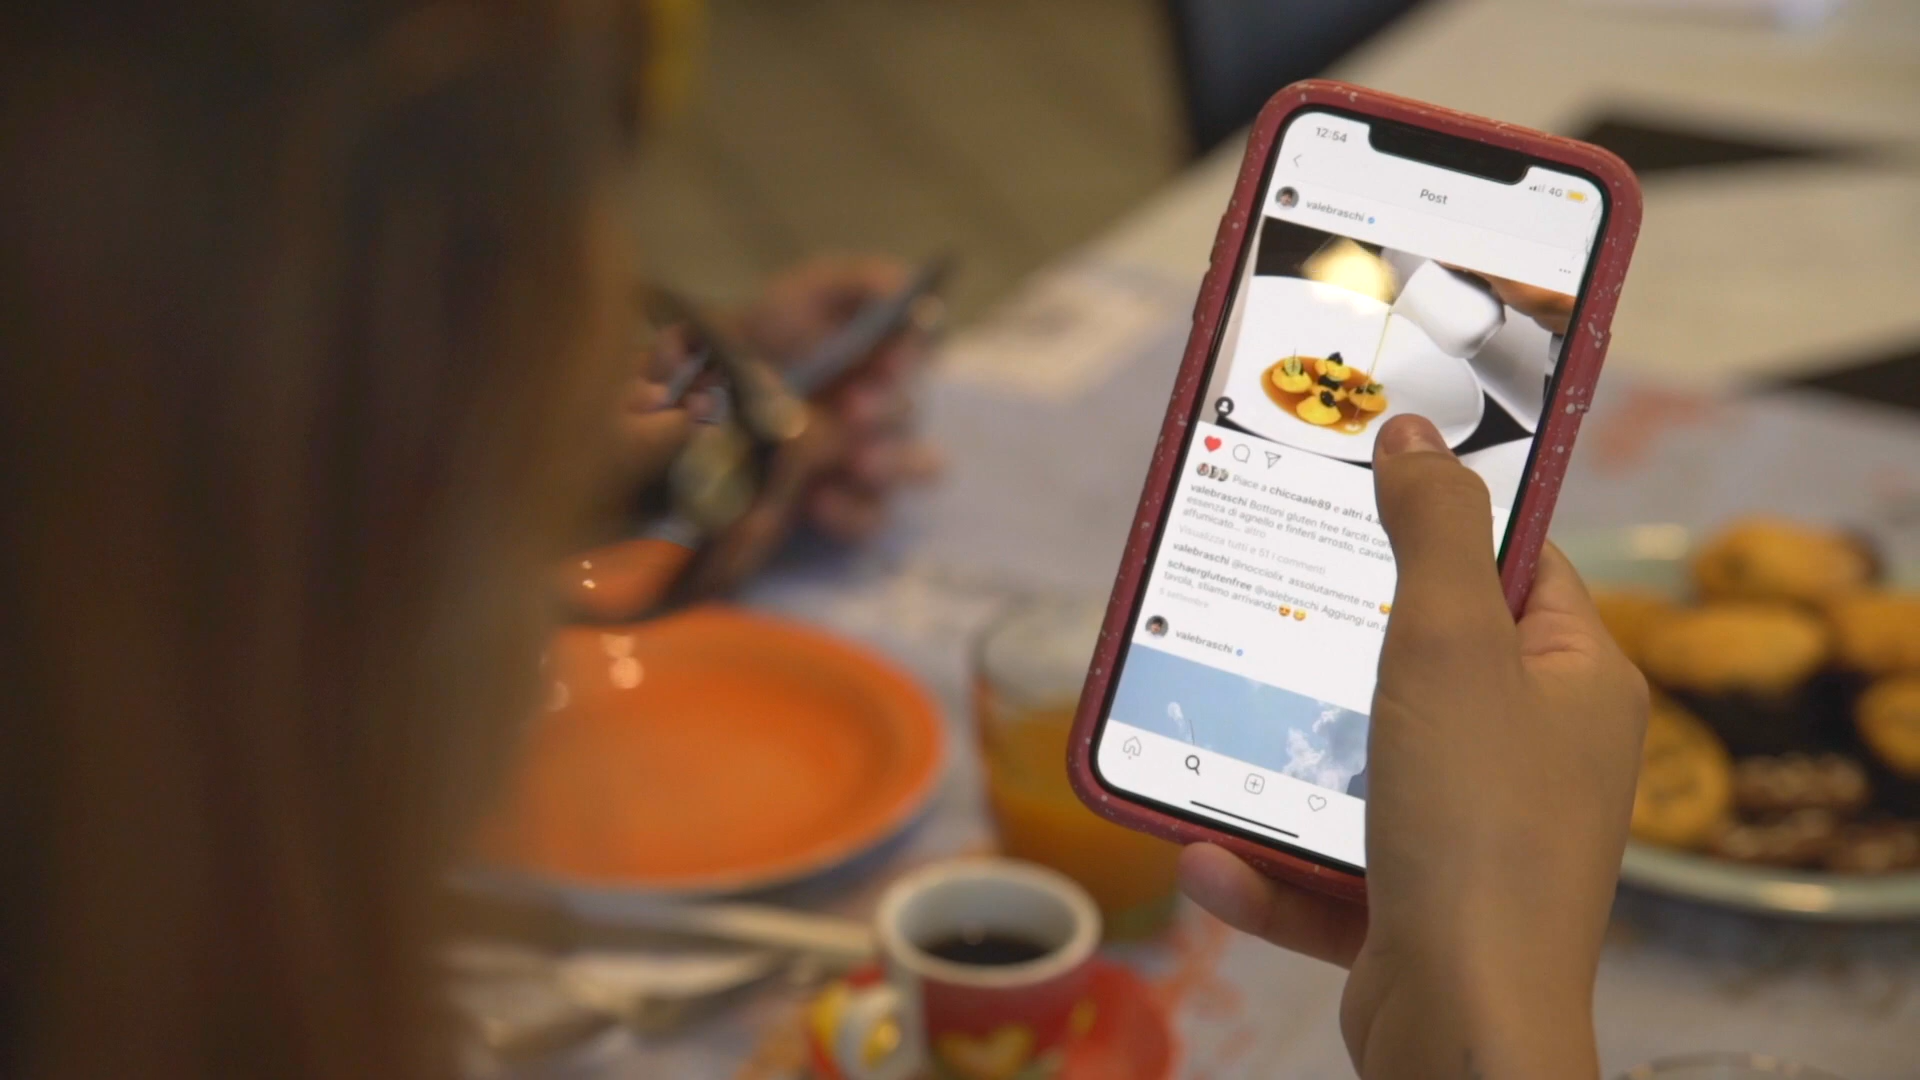 12:54
4G
Post
valebraschi
Piace a chiccaale89 e altri 4.
valebraschi Bottoni gluten free farciti con
essenza di agnello e finferli arrosto, caviale
affumicato... altro
Visualizza tutti e 51 i commenti
valebraschi @nocciolix assolutamente no
schaerglutenfree @valebraschi Aggiungi un
tavola, stiamo arrivando😍😋
5 settembre
valebraschi